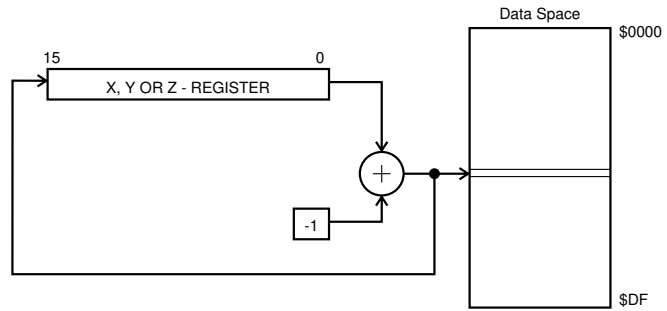 Data Space
$0000
15 0
X, Y OR Z - REGISTER
+
-1
$DF